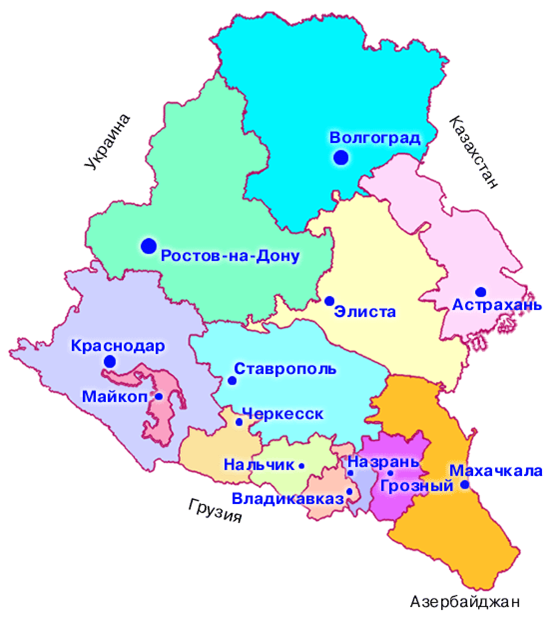 Украина
Казахстан
Волгоград
Ростов-на-Дону
Астрахань
Элиста
Краснодар
Ставрополь
Майкоп
Черкесск
Нальчик
Назрань
Махачкала
Грозный
Владикавказ
Грузия
Азербайджан